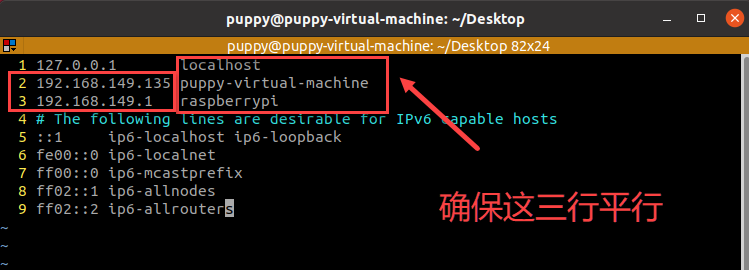 puppy@puppy-virtual-machine: ~/Desktop
puppy@puppy-virtual-machine: ~/Desktop 82x24
1 127.0.0.1 localhost
2 192.168.149.135 puppy-virtual-machine
3 192.168.149.1 raspberrypi
4 # The following lines are desirable for IPv6 capable hosts
5 ::1 ip6-localhost ip6-loopback
6 fe00::0 ip6-localnet
7 ff00::0 ip6-mcastprefix
8 ff02::1 ip6-allnodes
9 ff02::2 ip6-allrouters
~
~
~
确保这三行平行